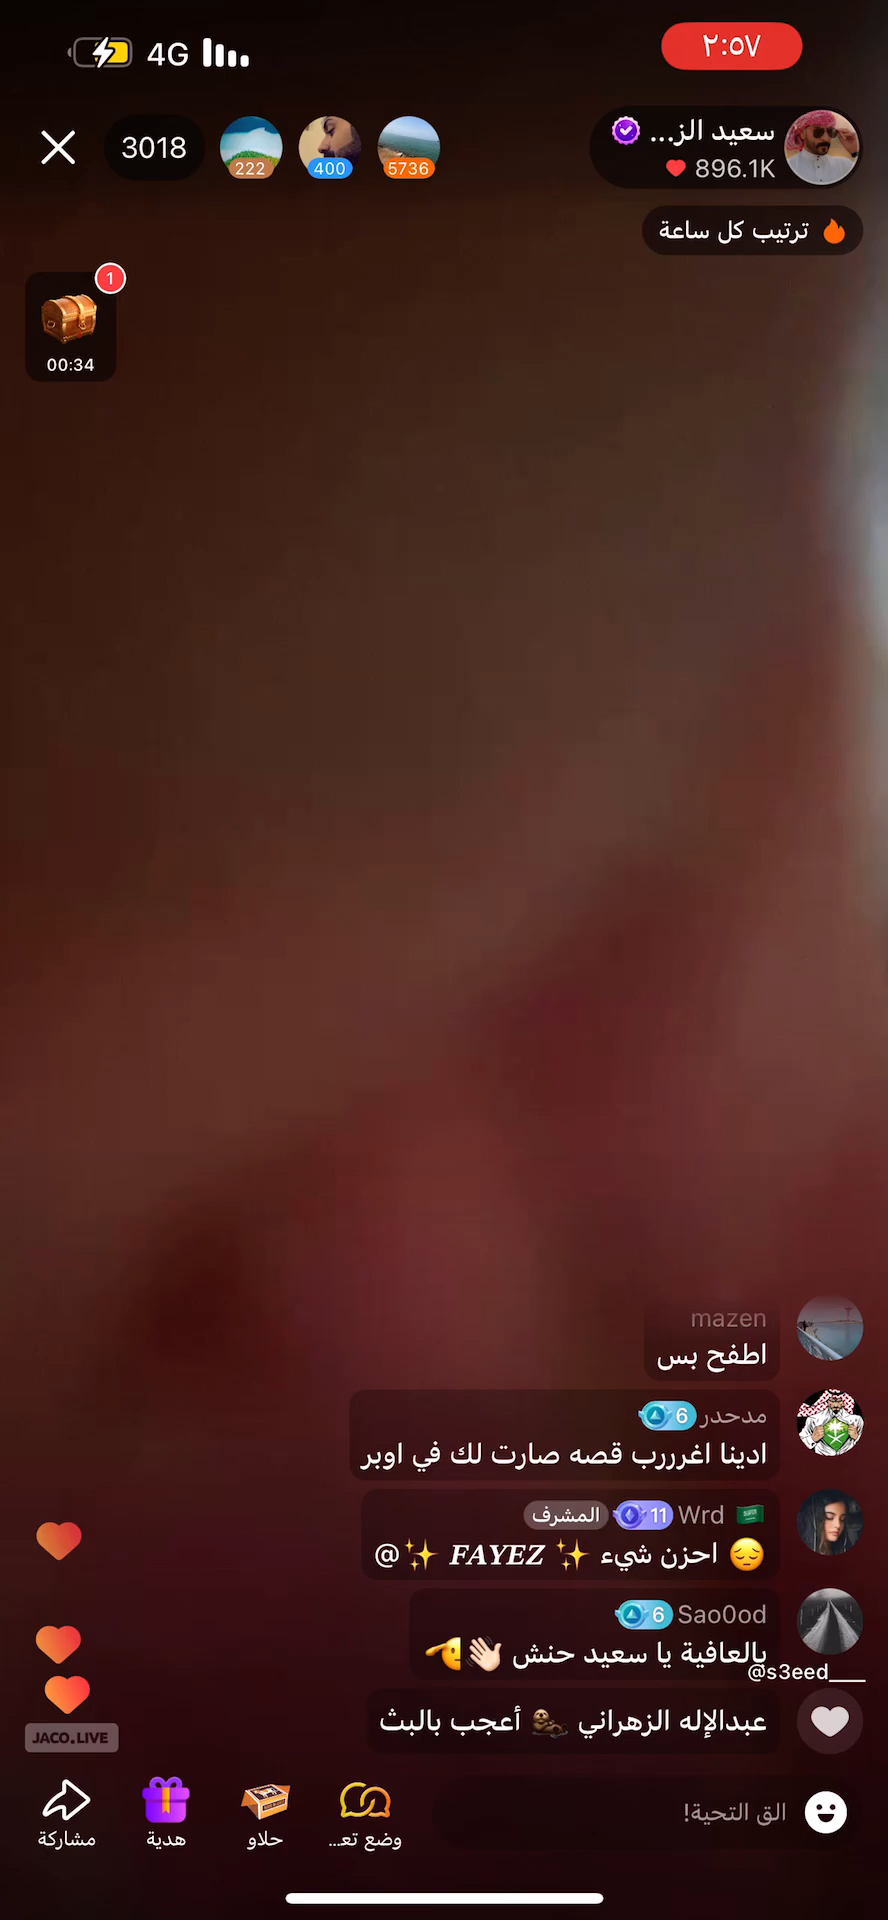 4G
٢:٥٧
سعيد الز...
896.1K
5736
400
222
3018
ترتيب كل ساعة
1
00:34
mazen
اطفح بس
مدحدر 6
ادينا اغرررب قصه صارت لك في اوبر
🇸🇦 Wrd 11 المشرف
😔 احزن شيء ✨ FAYEZ ✨@
Sao0od 6
بالعافية يا سعيد حنش 👋🏻🫡
@s3eed____
عبدالإله الزهراني 🦥 أعجب بالبث
JACO.LIVE
الق التحية!
وضع تعـ...
حلاو
هدية
مشاركة